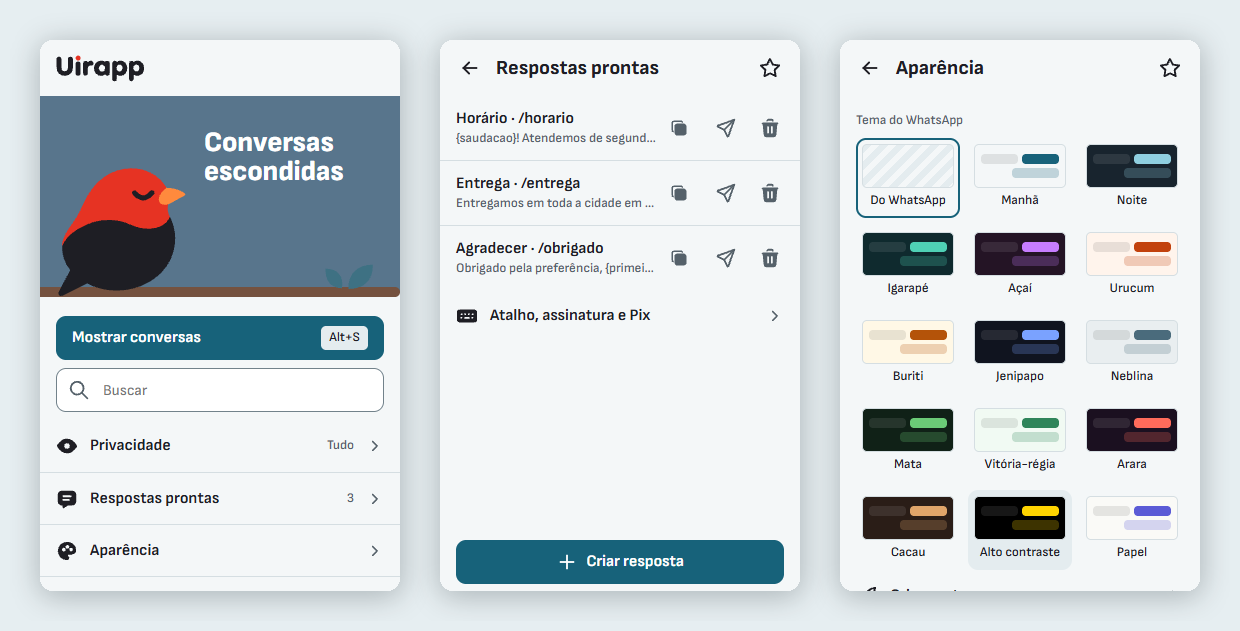 Uirapp
Conversas
escondidas
Mostrar conversas
Alt+S
Buscar
Privacidade
Tudo
Respostas prontas
3
Aparência
Respostas prontas
Horário · /horario
{saudacao}! Atendemos de segund...
Entrega · /entrega
Entregamos em toda a cidade em ...
Agradecer · /obrigado
Obrigado pela preferência, {primei...
Atalho, assinatura e Pix
Criar resposta
Aparência
Tema do WhatsApp
Do WhatsApp
Manhã
Noite
Igarapé
Açaí
Urucum
Buriti
Jenipapo
Neblina
Mata
Vitória-régia
Arara
Cacau
Alto contraste
Papel